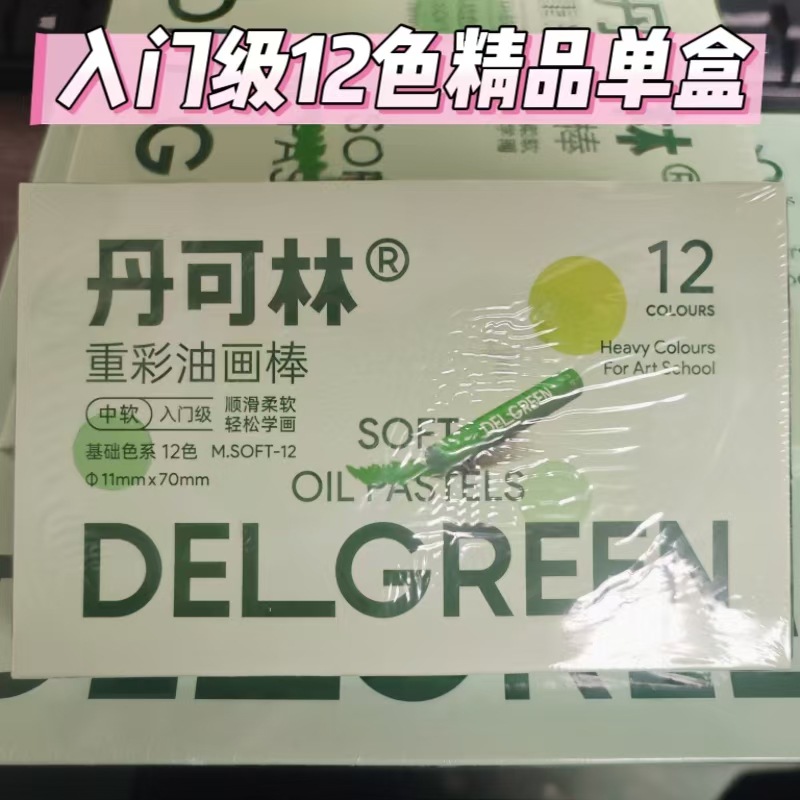 入门级12色精品单盒
丹可林®
重彩油画棒
中软 入门级 顺滑柔软
轻松学画
基础色系 12色 M.SOFT-12
Φ11mm x 70mm
12
COLOURS
Heavy Colours
For Art School
DELGREEN
SOFT
OIL PASTELS
DELGREEN